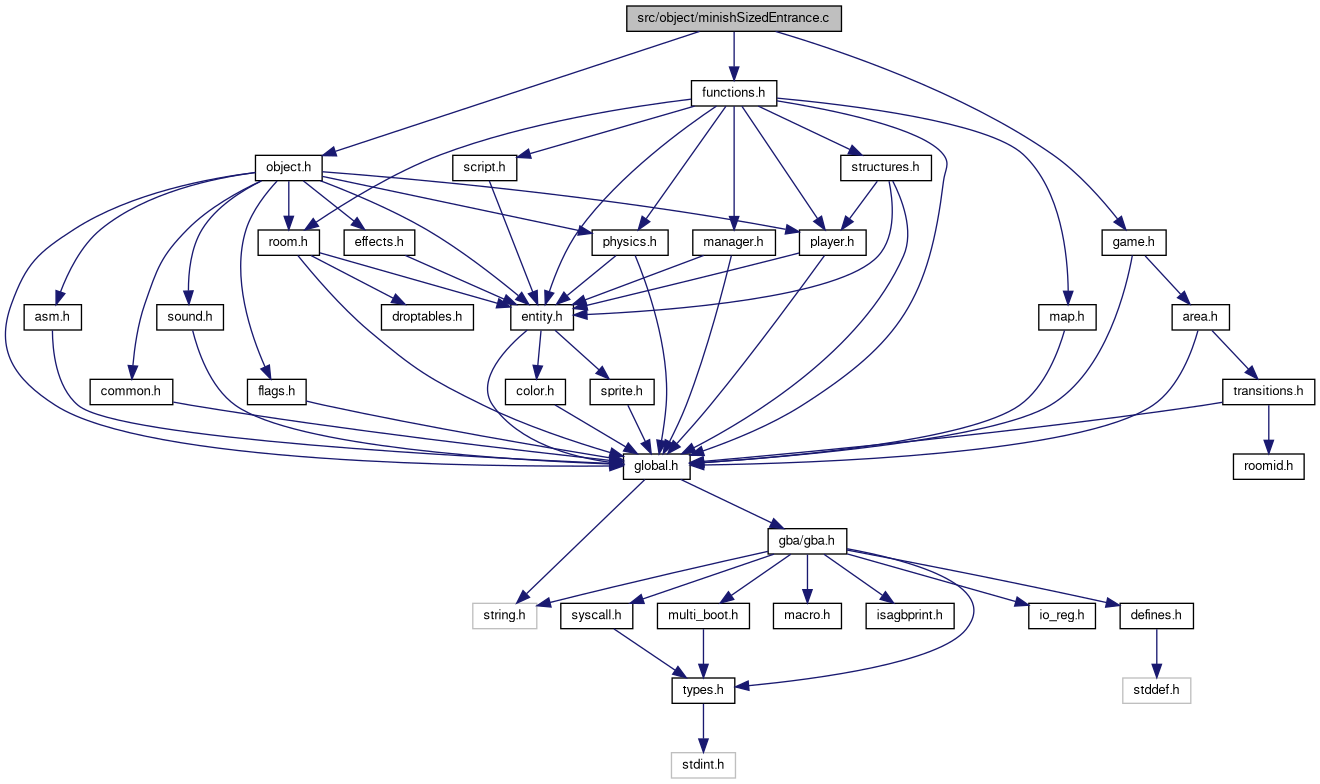 src/object/minishSizedEntrance.c
functions.h
object.h
script.h
structures.h
room.h
effects.h
physics.h
manager.h
player.h
game.h
asm.h
sound.h
droptables.h
entity.h
map.h
area.h
common.h
flags.h
color.h
sprite.h
transitions.h
global.h
roomid.h
gba/gba.h
string.h
syscall.h
multi_boot.h
macro.h
isagbprint.h
io_reg.h
defines.h
types.h
stddef.h
stdint.h